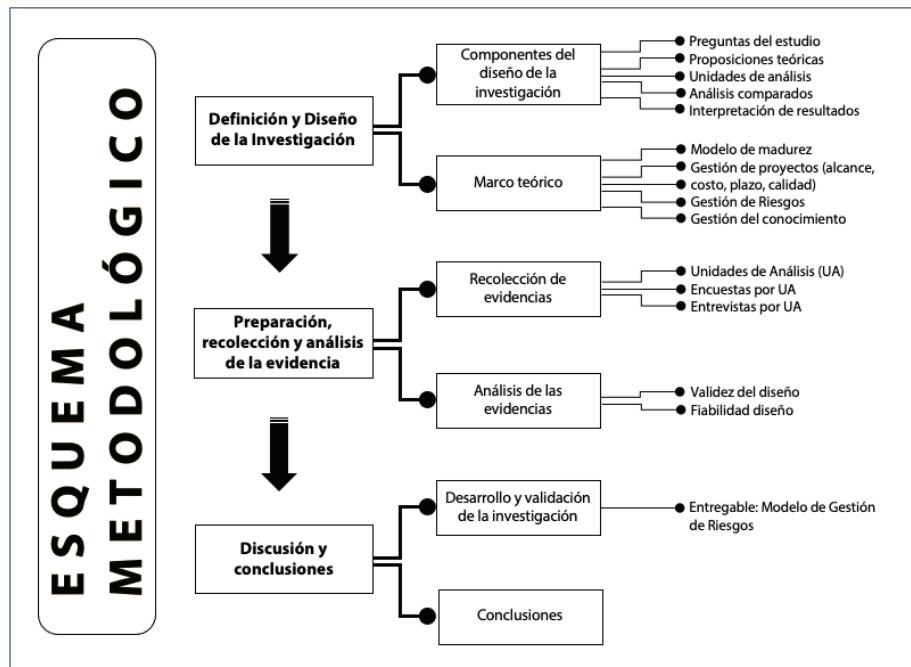 ESQUEMA
METODOLÓGICO
Definición y Diseño
de la Investigación
Componentes del
diseño de la
investigación
Preguntas del estudio
Proposiciones teóricas
Unidades de análisis
Análisis comparados
Interpretación de resultados
Marco teórico
Modelo de madurez
Gestión de proyectos (alcance,
costo, plazo, calidad)
Gestión de Riesgos
Gestión del conocimiento
Preparación,
recolección y análisis
de la evidencia
Recolección de
evidencias
Unidades de Análisis (UA)
Encuestas por UA
Entrevistas por UA
Análisis de las
evidencias
Validez del diseño
Fiabilidad diseño
Discusión y
conclusiones
Desarrollo y validación
de la investigación
Entregable: Modelo de Gestión
de Riesgos
Conclusiones